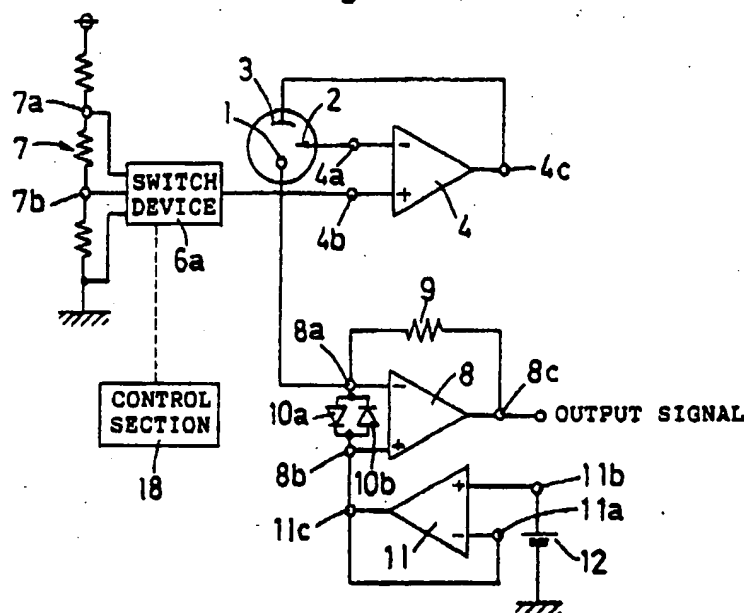 3
2
1
7a
7
7b
SWITCH
DEVICE
6a
4a
-
+
4b
4
4c
CONTROL
SECTION
18
9
8a
-
8
8c
10a
10b
+
8b
OUTPUT SIGNAL
11c
11
+
-
11b
11a
12